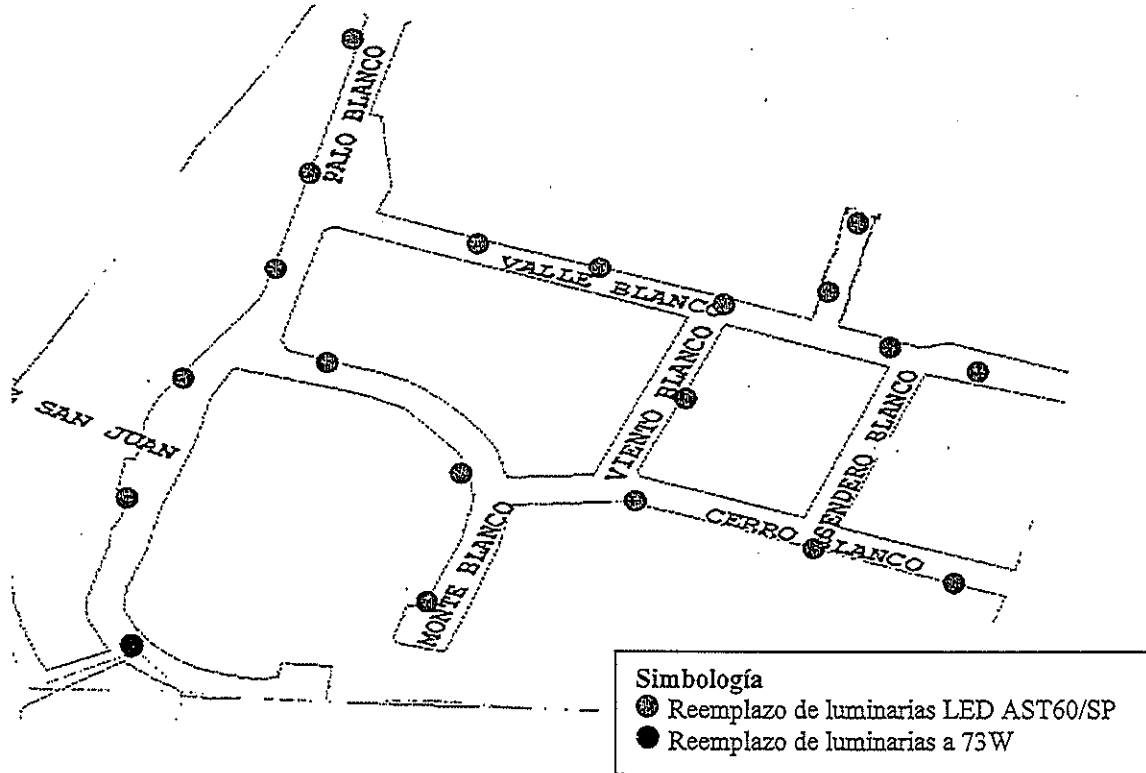 PALO BLANCO
VALLE BLANCO
VIENTO BLANCO
SENDERO BLANCO
SAN JUAN
CERRO BLANCO
MONTE BLANCO
Simbología
Reemplazo de luminarias LED AST60/SP
Reemplazo de luminarias a 73W